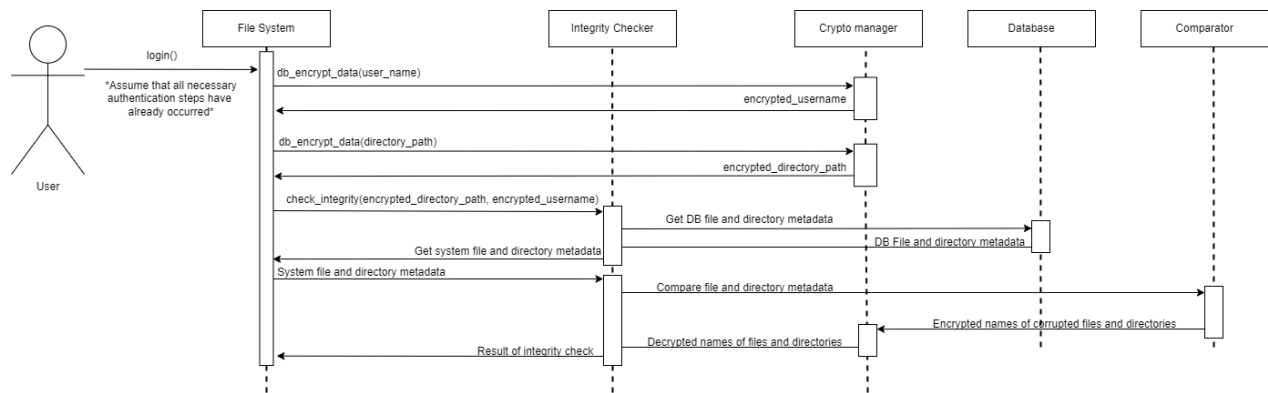 File System
Integrity Checker
Crypto manager
Database
Comparator
login()
"Assume that all necessary
authentication steps have
already occurred"
User
db_encrypt_data(user_name)
encrypted_username
db_encrypt_data(directory_path)
encrypted_directory_path
check_integrity(encrypted_directory_path, encrypted_username)
Get DB file and directory metadata
DB File and directory metadata
Get system file and directory metadata
System file and directory metadata
Compare file and directory metadata
Encrypted names of corrupted files and directories
Decrypted names of files and directories
Result of integrity check